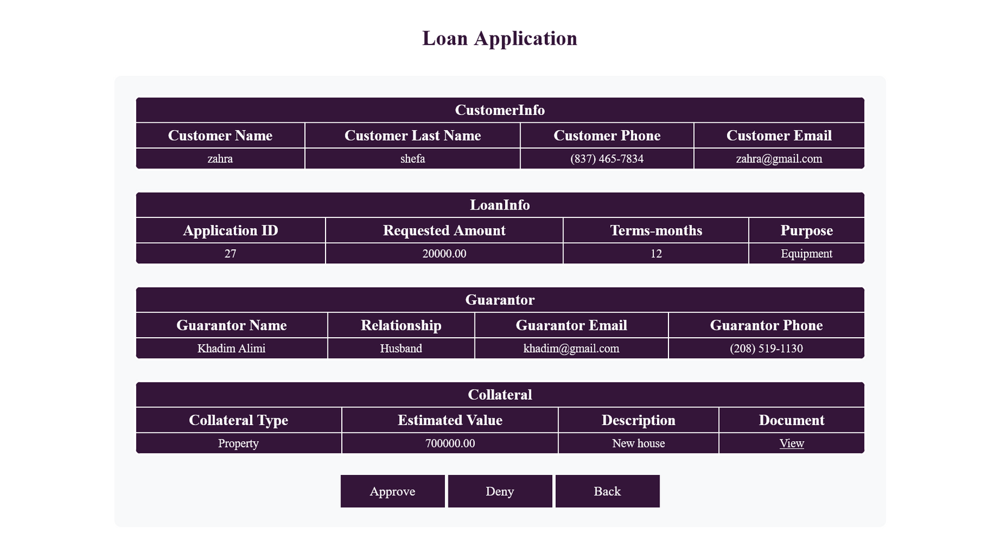 Loan Application
CustomerInfo
Customer Name Customer Last Name Customer Phone Customer Email
zahra shefa (837) 465-7834 zahra@gmail.com
LoanInfo
Application ID Requested Amount Terms-months Purpose
27 20000.00 12 Equipment
Guarantor
Guarantor Name Relationship Guarantor Email Guarantor Phone
Khadim Alimi Husband khadim@gmail.com (208) 519-1130
Collateral
Collateral Type Estimated Value Description Document
Property 700000.00 New house View
Approve Deny Back